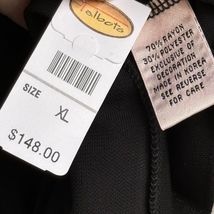 Talbots
SIZE
XL
$148.00
70% RAYON
30% POLYESTER
EXCLUSIVE OF
DECORATION
MADE IN KOREA
SEE REVERSE
FOR CARE